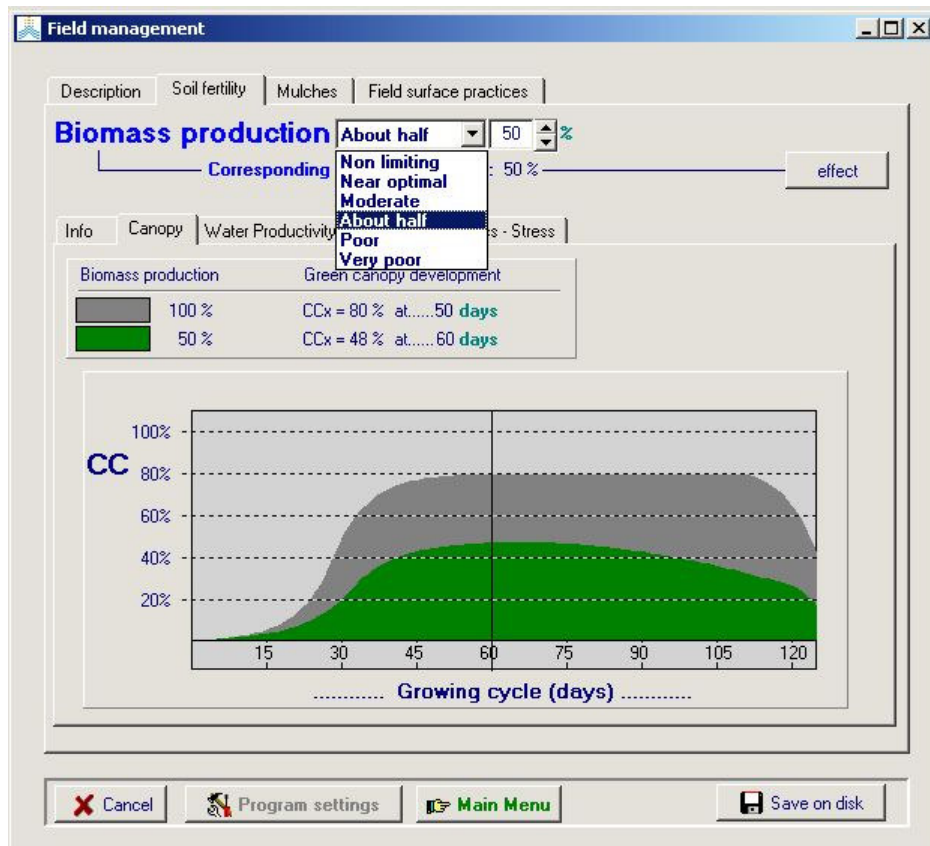 Field management
Description Soil fertility Mulches Field surface practices
Biomass production About half 50 %
Corresponding : 50 % effect
Non limiting
Near optimal
Moderate
About half
Poor
Very poor
Info Canopy Water Productivity s - Stress
Biomass production Green canopy development
100 % CCx = 80 % at......50 days
50 % CCx = 48 % at......60 days
CC
100%
80%
60%
40%
20%
15 30 45 60 75 90 105 120
............ Growing cycle (days) ............
Cancel Program settings Main Menu Save on disk